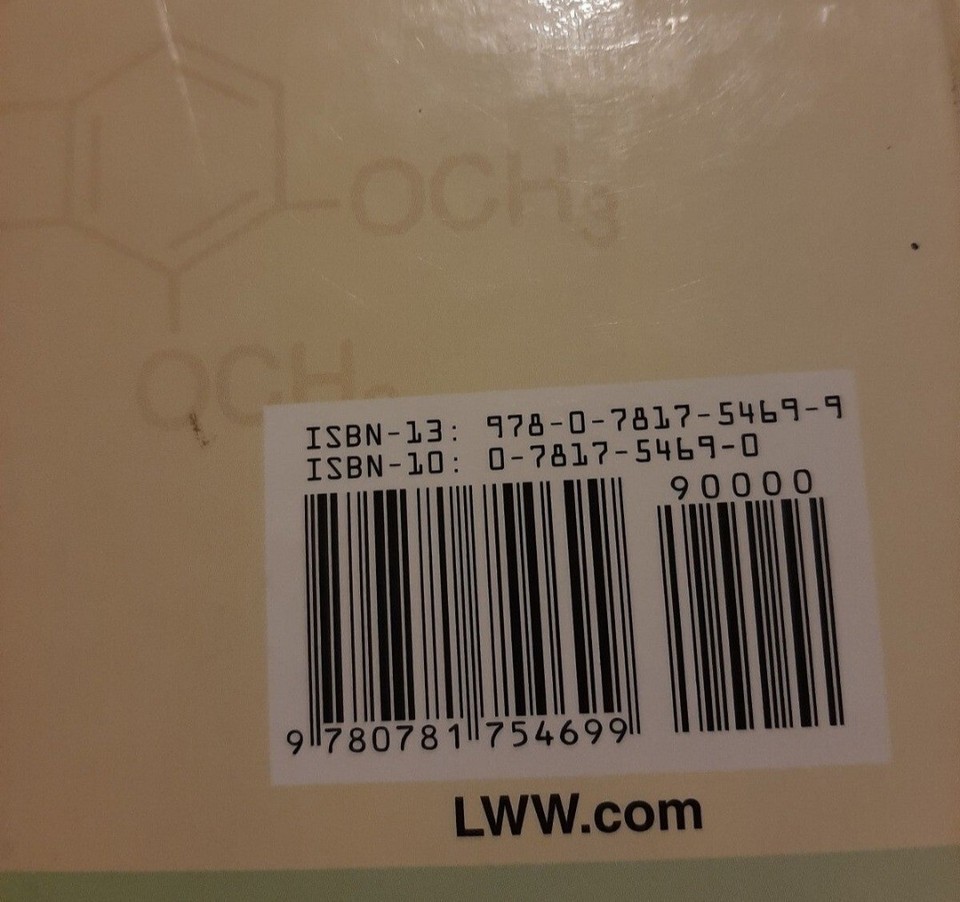 OCH3
OCH
ISBN-13: 978-0-7817-5469-9
ISBN-10: 0-7817-5469-0
90000
9 780781 754699
LWW.com